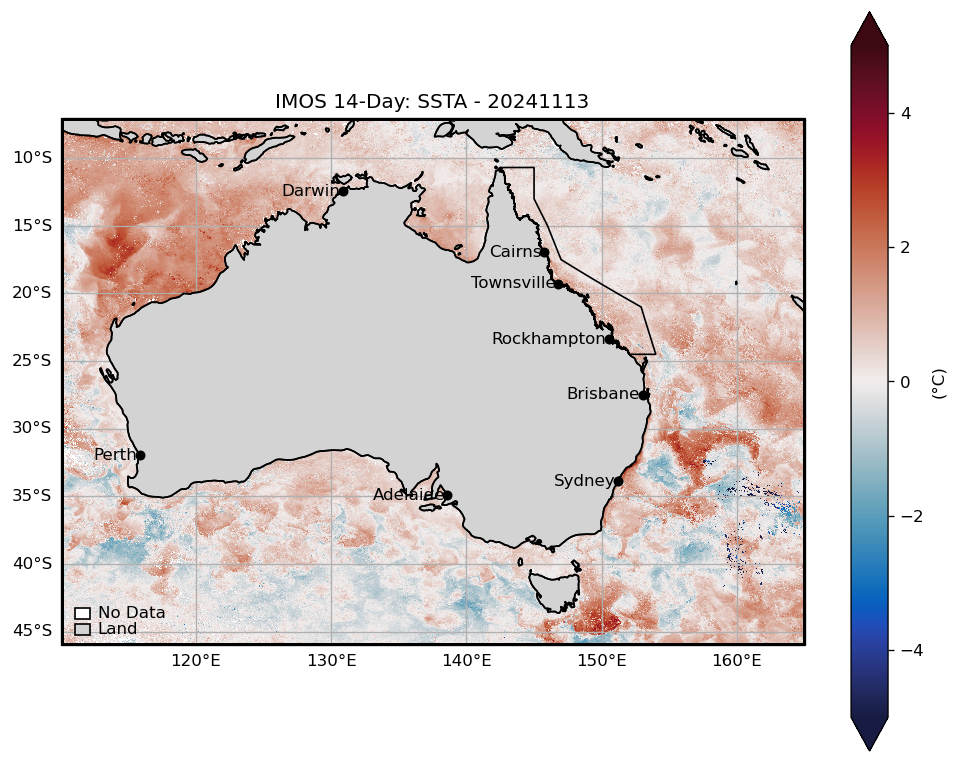 IMOS 14-Day: SSTA - 20241113
10°S
15°S
20°S
25°S
30°S
35°S
40°S
45°S
Darwin
Cairns
Townsville
Rockhampton
Brisbane
Perth
Sydney
Adelaide
No Data
Land
120°E 130°E 140°E 150°E 160°E
4
2
0
−2
−4
(°C)